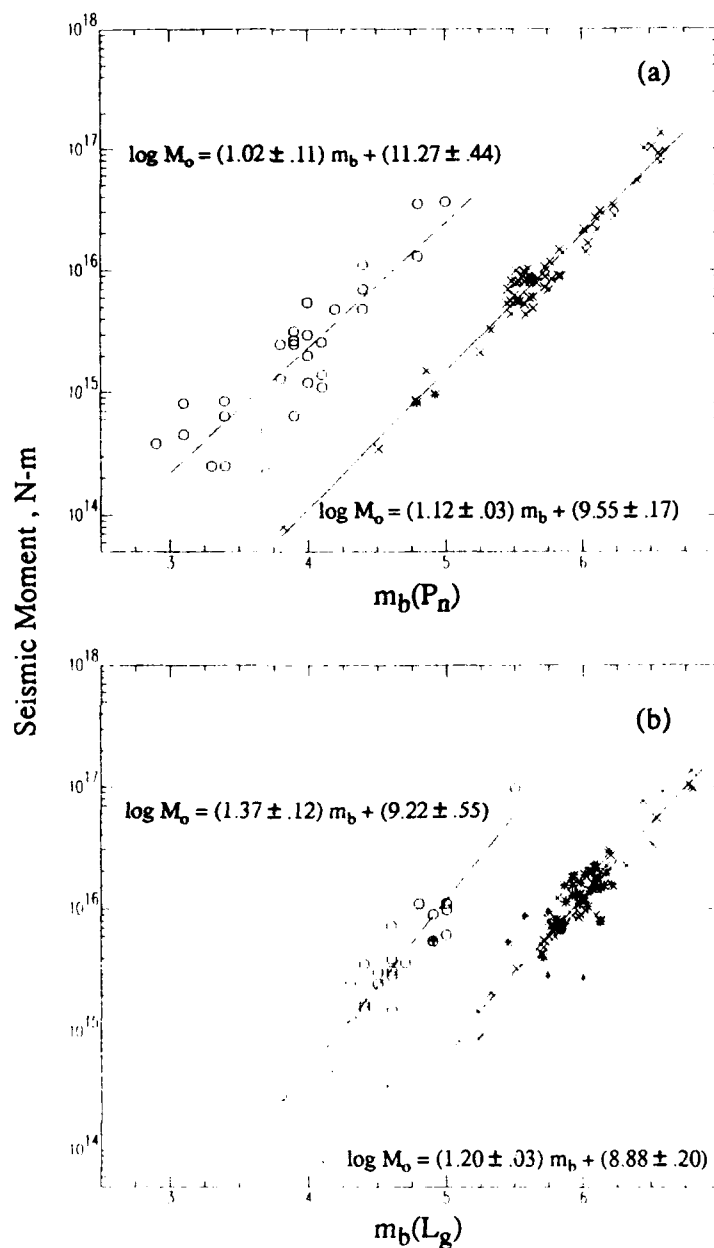 (a)
10^18
10^17
10^16
10^15
10^14
log M_o = (1.02 ± .11) m_b + (11.27 ± .44)
log M_o = (1.12 ± .03) m_b + (9.55 ± .17)
3 4 5 6
m_b(P_n)
Seismic Moment , N-m
(b)
10^18
10^17
10^16
10^15
10^14
log M_o = (1.37 ± .12) m_b + (9.22 ± .55)
log M_o = (1.20 ± .03) m_b + (8.88 ± .20)
3 4 5 6
m_b(L_g)